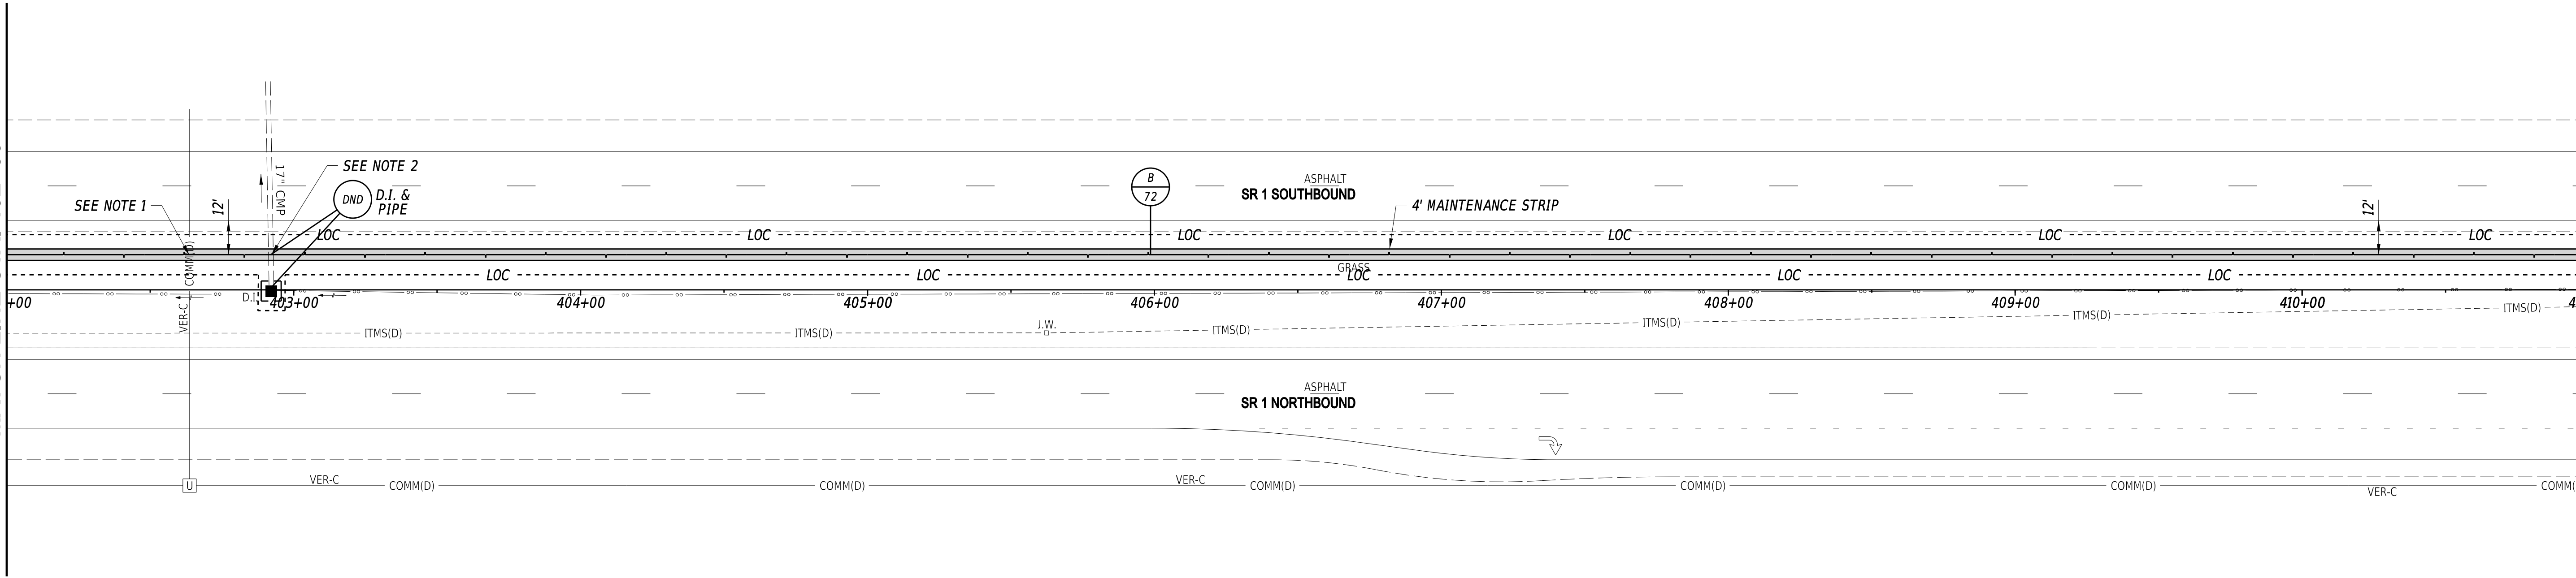 17" CMP
SEE NOTE 2
DND
D.I. &
PIPE
SEE NOTE 1
12'
B
72
ASPHALT
SR 1 SOUTHBOUND
4' MAINTENANCE STRIP
12'
LOC
LOC
LOC
LOC
LOC
LOC
COMM(D)
GRASS
LOC
LOC
LOC
LOC
LOC
D.I.
+00
403+00
404+00
405+00
406+00
407+00
408+00
409+00
410+00
VER-C
ITMS(D)
ITMS(D)
J.W.
ITMS(D)
ITMS(D)
ITMS(D)
ITMS(D)
ASPHALT
SR 1 NORTHBOUND
U
VER-C
COMM(D)
COMM(D)
VER-C
COMM(D)
COMM(D)
COMM(D)
VER-C
COMM(